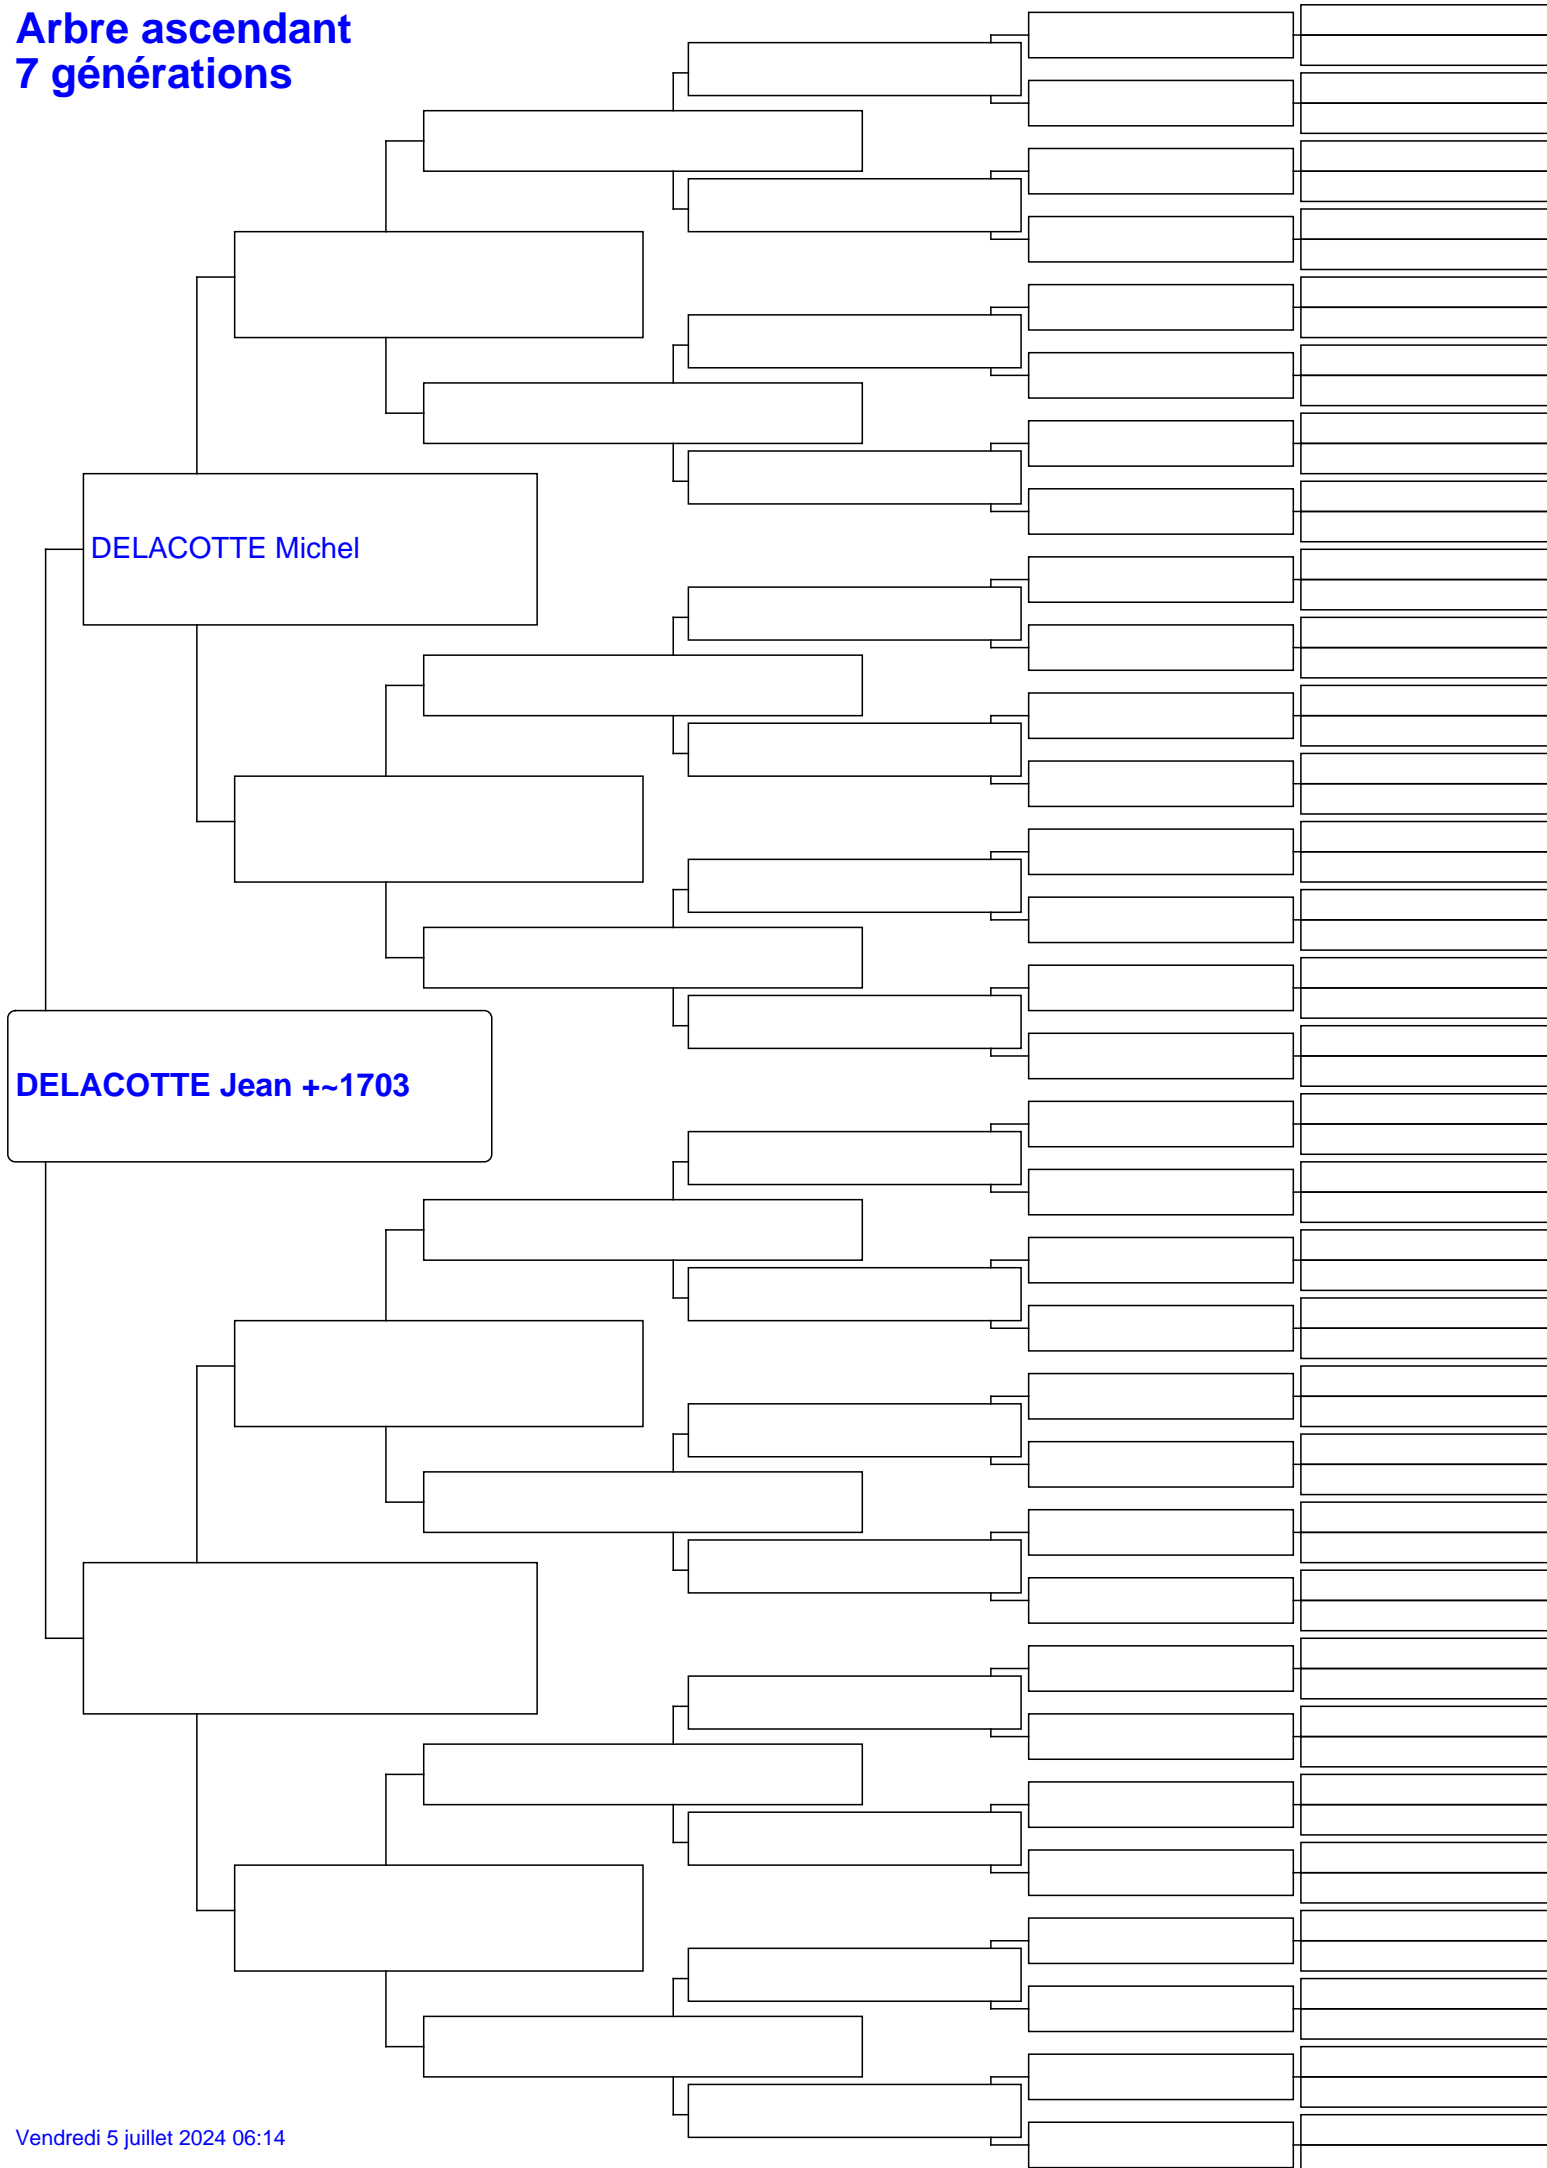 Arbre ascendant
7 générations
DELACOTTE Michel
DELACOTTE Jean +~1703
Vendredi 5 juillet 2024 06:14